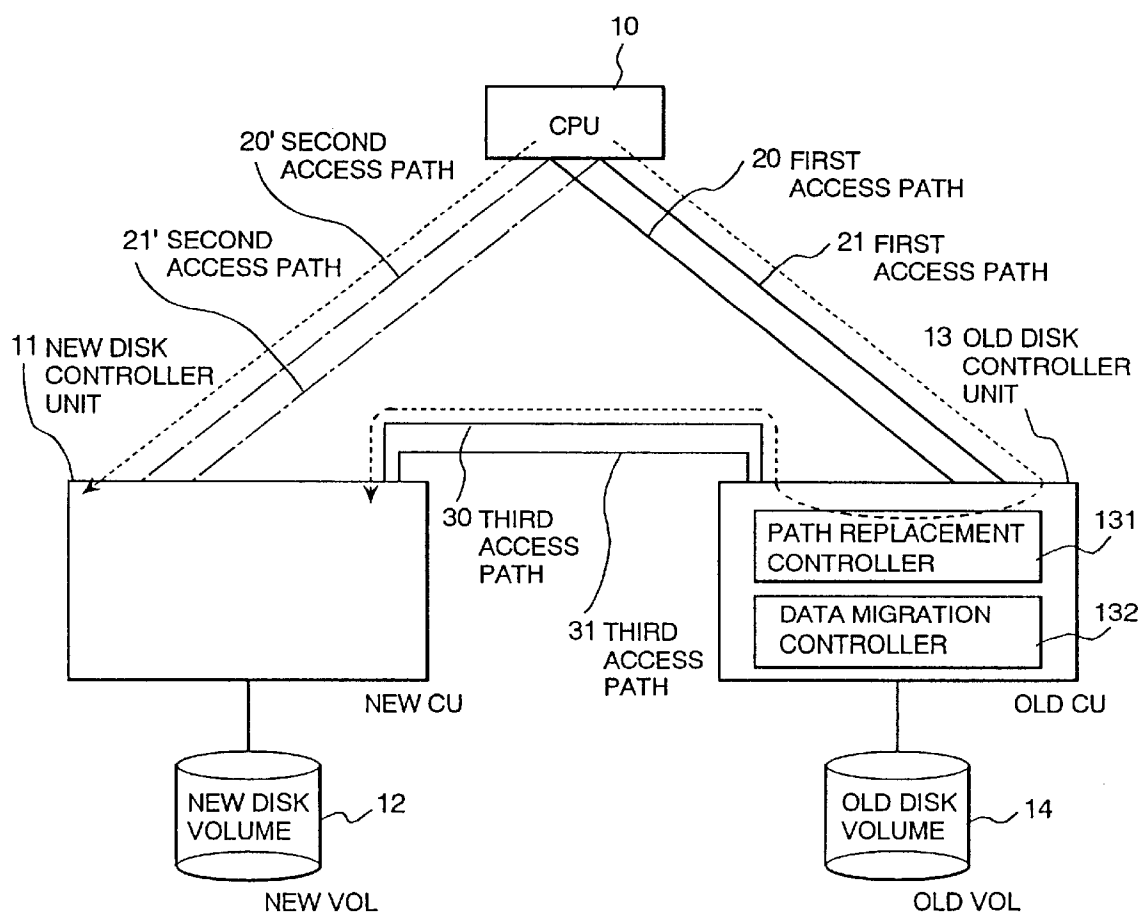 10
CPU
20' SECOND
ACCESS PATH
20 FIRST
ACCESS PATH
21' SECOND
ACCESS PATH
21 FIRST
ACCESS PATH
11 NEW DISK
CONTROLLER
UNIT
13 OLD DISK
CONTROLLER
UNIT
30 THIRD
ACCESS
PATH
31 THIRD
ACCESS
PATH
PATH REPLACEMENT
CONTROLLER
131
DATA MIGRATION
CONTROLLER
132
NEW CU
OLD CU
NEW DISK
VOLUME
12
OLD DISK
VOLUME
14
NEW VOL
OLD VOL